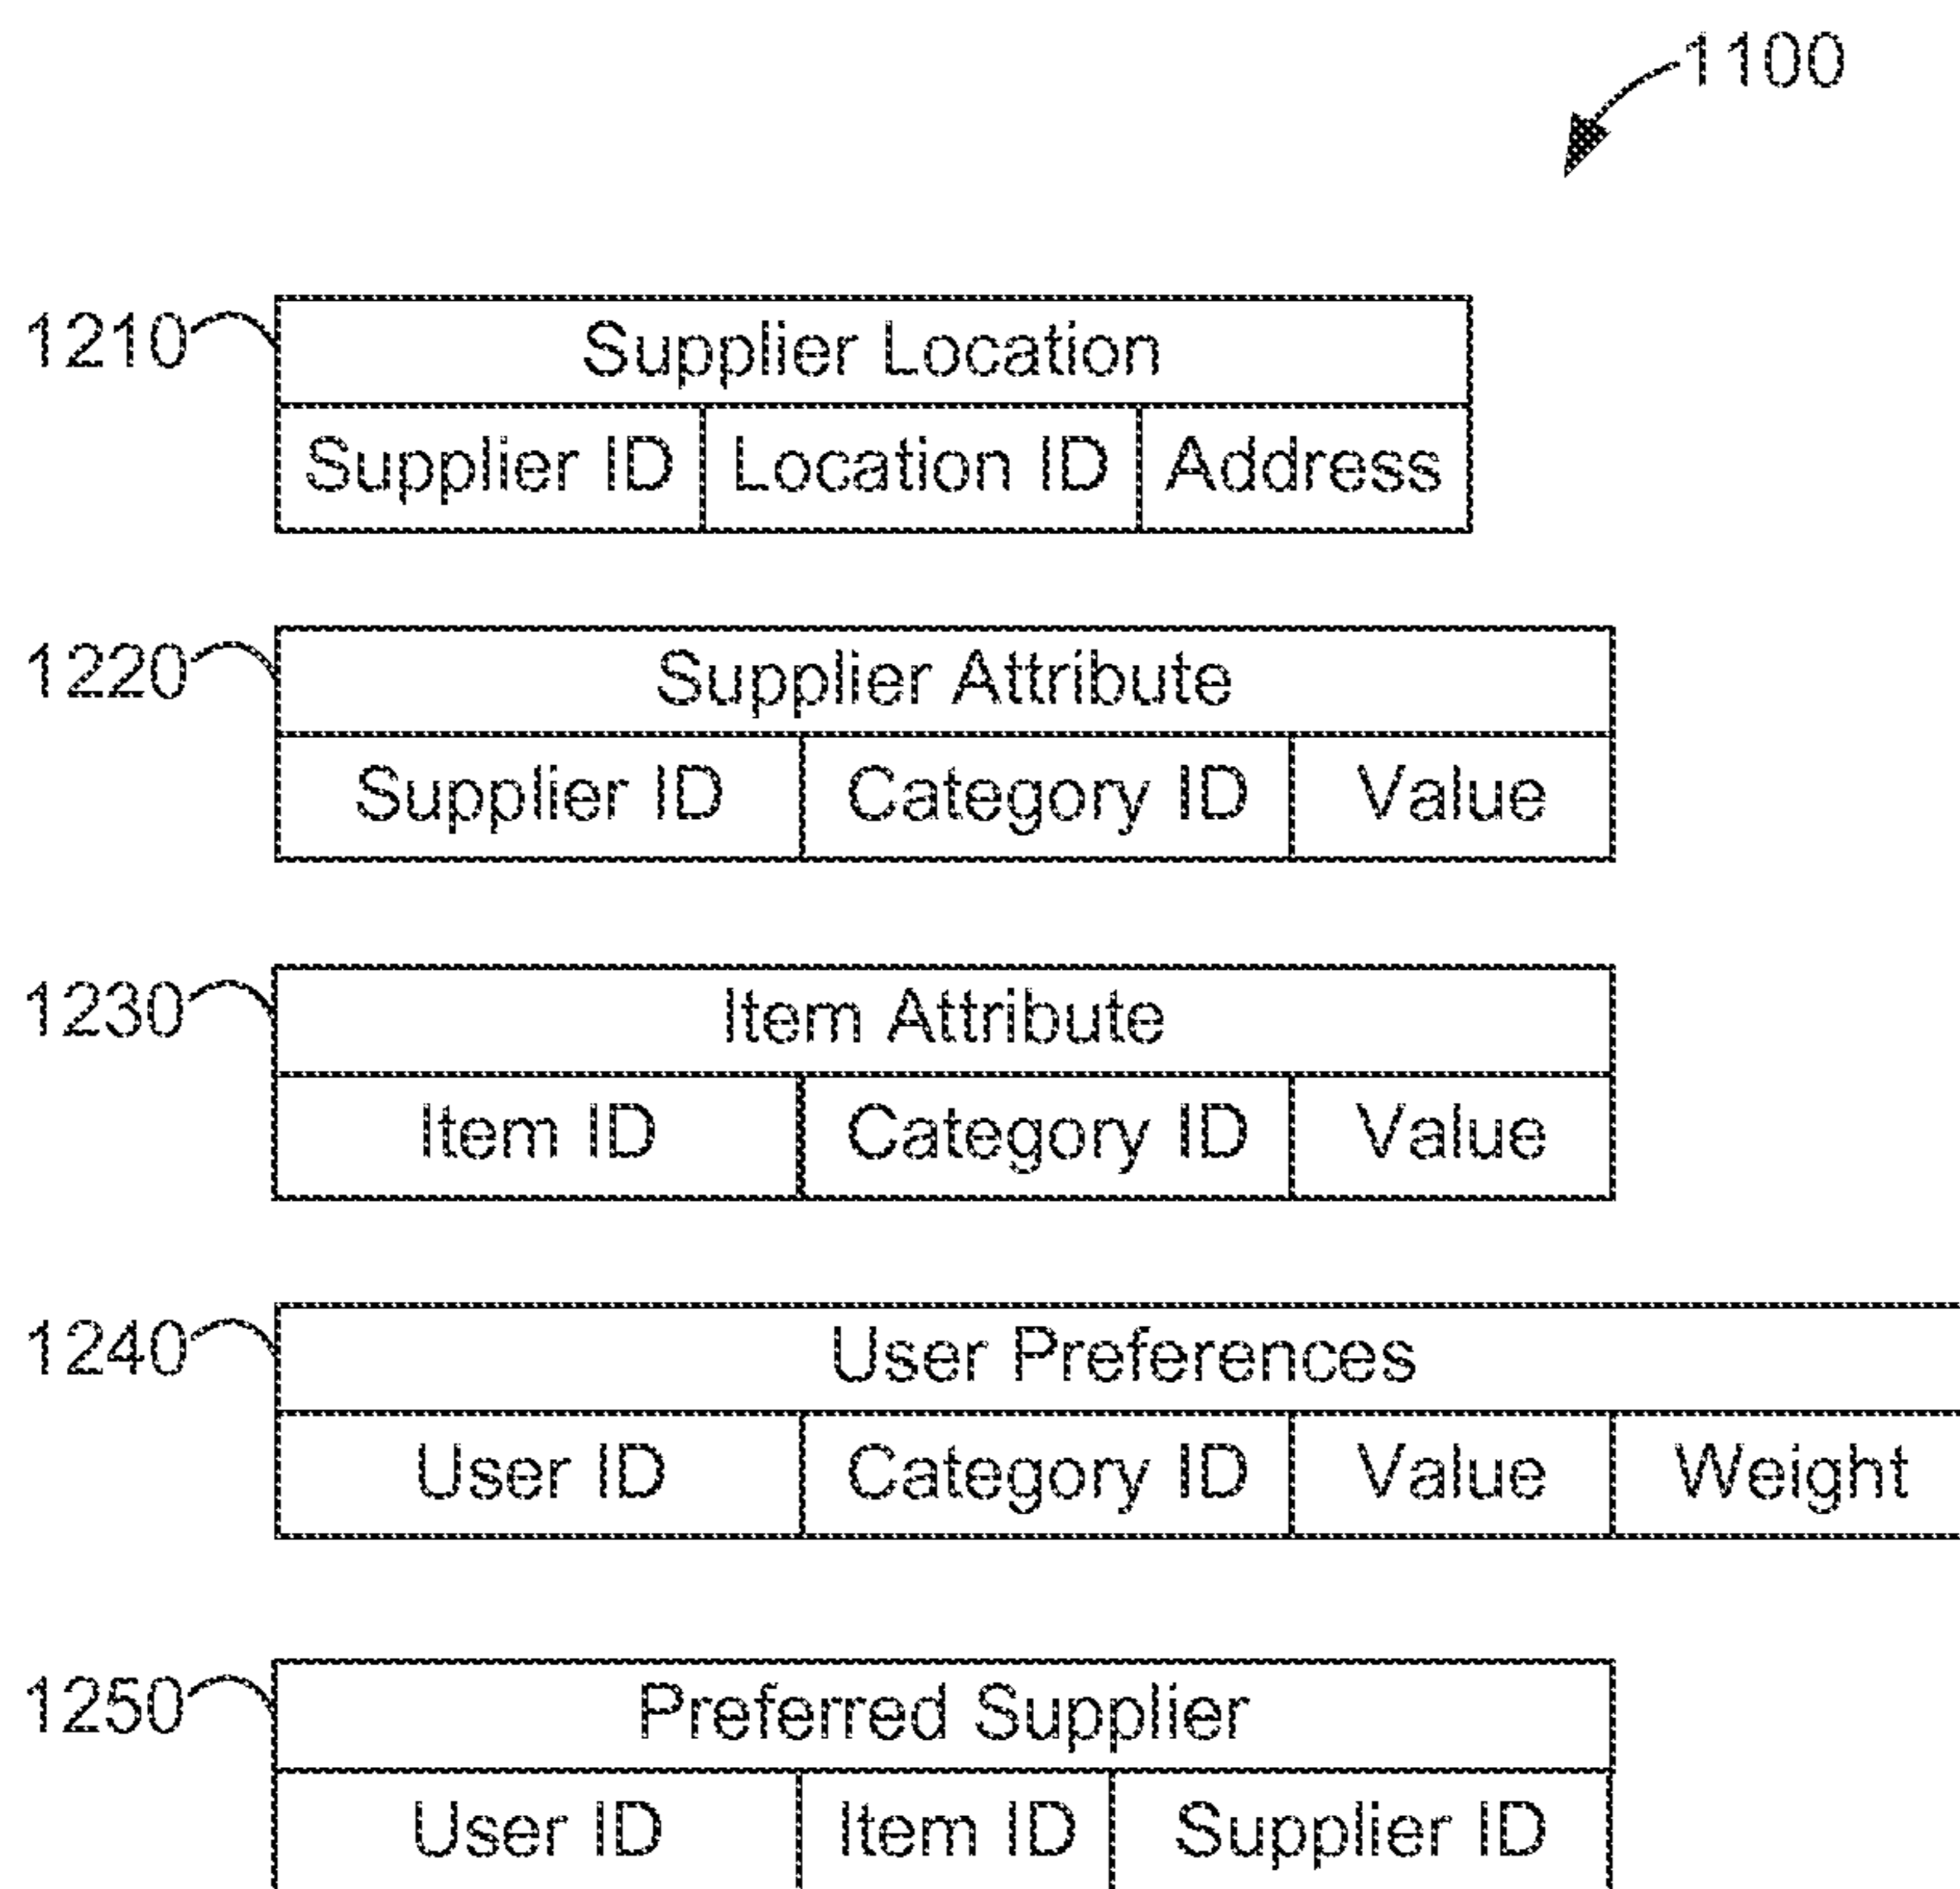 1100
1210 Supplier Location
Supplier ID Location ID Address
1220 Supplier Attribute
Supplier ID Category ID Value
1230 Item Attribute
Item ID Category ID Value
1240 User Preferences
User ID Category ID Value Weight
1250 Preferred Supplier
User ID Item ID Supplier ID